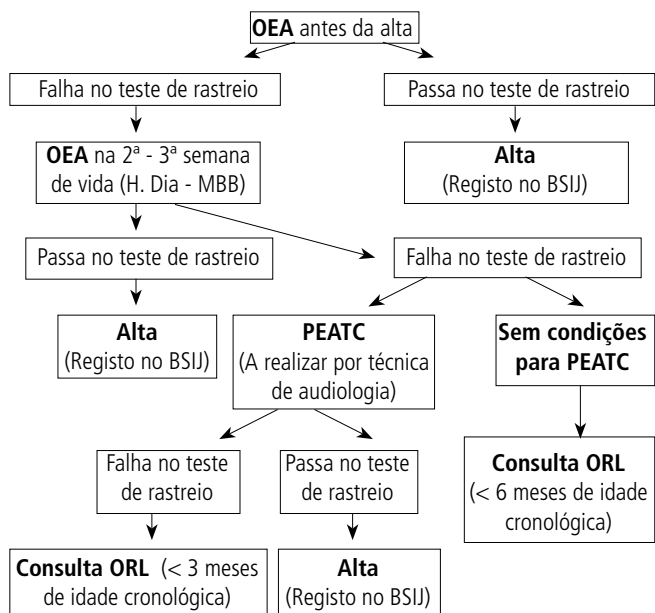 OEA antes da alta
Falha no teste de rastreio
Passa no teste de rastreio
OEA na 2ª - 3ª semana
de vida (H. Dia - MBB)
Alta
(Registo no BSIJ)
Passa no teste de rastreio
Falha no teste de rastreio
Alta
(Registo no BSIJ)
PEATC
(A realizar por técnica
de audiologia)
Sem condições
para PEATC
Falha no teste
de rastreio
Passa no teste
de rastreio
Consulta ORL
(< 6 meses de idade
cronológica)
Consulta ORL (< 3 meses
de idade cronológica)
Alta
(Registo no BSIJ)